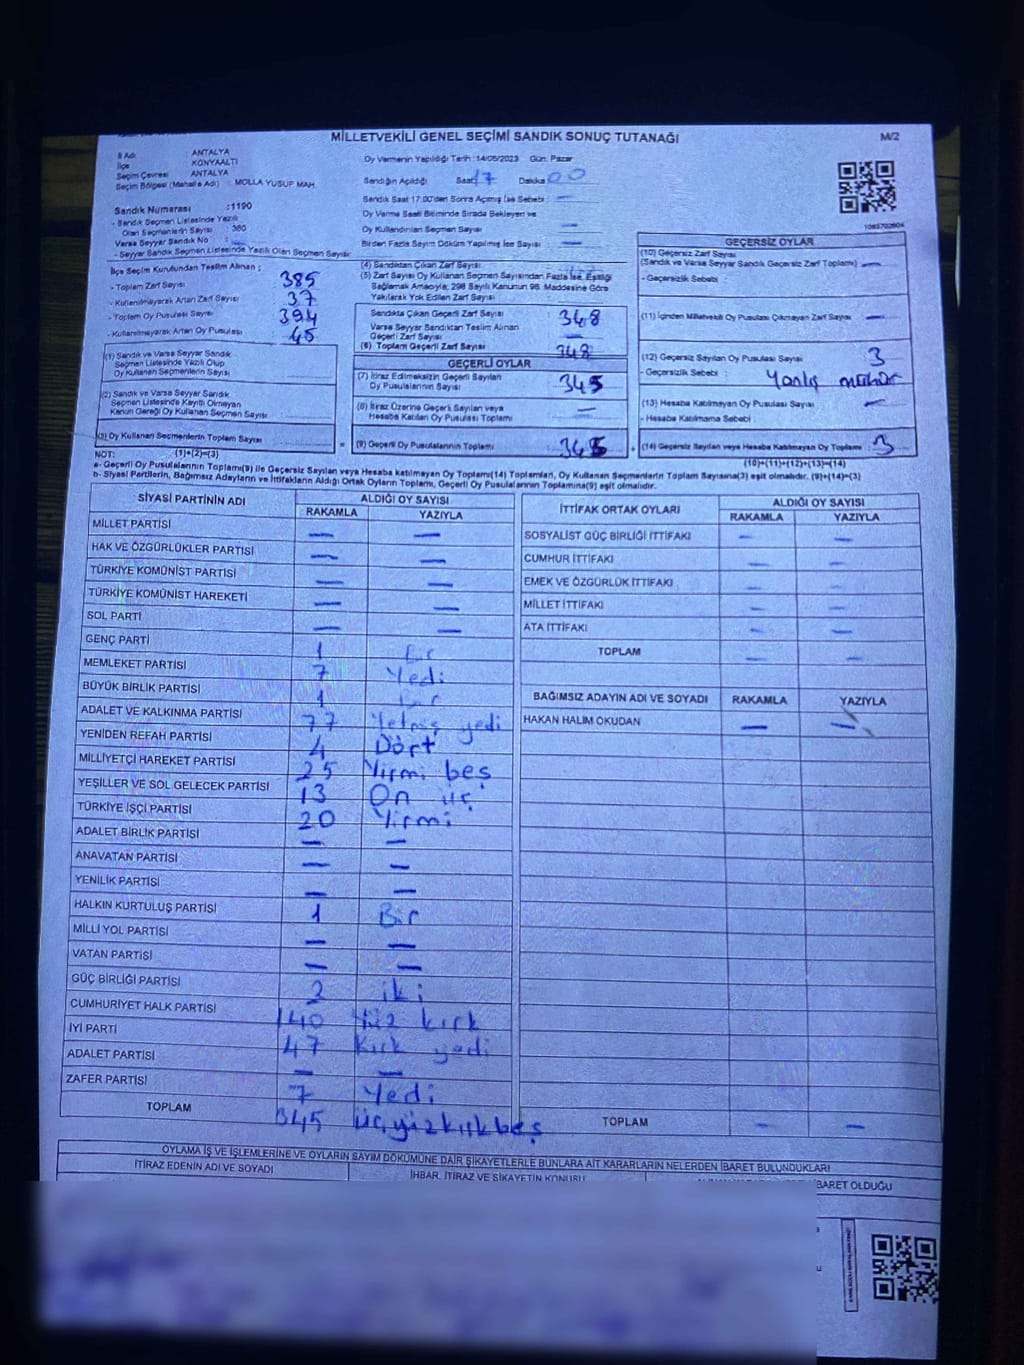 MİLLETVEKİLİ GENEL SEÇİMİ SANDIK SONUÇ TUTANAĞI
M/2
İl Adı ANTALYA
İlçe KONYAALTI
Seçim Çevresi ANTALYA
Seçim Bölgesi (Mahalle Adı) : MOLLA YUSUF MAH.
Oy Vermenin Yapıldığı Tarih :14/05/2023 Gün: Pazar
Sandığın Açıldığı Saat 17 Dakika 00
Sandık Saat 17.00'den Sonra Açılmış İse Sebebi : —
Oy Verme Saati Bitiminde Sırada Bekleyen ve
Oy Kullandırılan Seçmen Sayısı —
Birden Fazla Sayım Döküm Yapılmış İse Sayısı : —
Sandık Numarası :1190
- Sandık Seçmen Listesinde Yazılı
Olan Seçmenlerin Sayısı : 380
Varsa Seyyar Sandık No :
- Seyyar Sandık Seçmen Listesinde Yazılı Olan Seçmen Sayısı
İlçe Seçim Kurulundan Teslim Alınan ;
- Toplam Zarf Sayısı 385
- Kullanılmayarak Artan Zarf Sayısı 37
- Toplam Oy Pusulası Sayısı 394
- Kullanılmayarak Artan Oy Pusulası 45
(1) Sandık ve Varsa Seyyar Sandık
Seçmen Listesinde Yazılı Olup
Oy Kullanan Seçmenlerin Sayısı
(2) Sandık ve Varsa Seyyar Sandık
Seçmen Listesinde Kayıtlı Olmayan
Kanun Gereği Oy Kullanan Seçmen Sayısı
(3) Oy Kullanan Seçmenlerin Toplam Sayısı
(1)+(2)=(3)
(4) Sandıktan Çıkan Zarf Sayısı
(5) Zarf Sayısı Oy Kullanan Seçmen Sayısından Fazla İse, Eşitliği
Sağlamak Amacıyla; 298 Sayılı Kanunun 98. Maddesine Göre
Yakılarak Yok Edilen Zarf Sayısı
Sandıkta Çıkan Geçerli Zarf Sayısı : 348
Varsa Seyyar Sandıktan Teslim Alınan
Geçerli Zarf Sayısı : —
(6) Toplam Geçerli Zarf Sayısı 348
GEÇERLİ OYLAR
(7) İtiraz Edilmeksizin Geçerli Sayılan
Oy Pusulalarının Sayısı : 345
(8) İtiraz Üzerine Geçerli Sayılan veya
Hesaba Katılan Oy Pusulası Toplamı : —
(9) Geçerli Oy Pusulalarının Toplamı : 345
GEÇERSİZ OYLAR
(10) Geçersiz Zarf Sayısı
(Sandık ve Varsa Seyyar Sandık Geçersiz Zarf Toplamı) —
- Geçersizlik Sebebi :
(11) İçinden Milletvekili Oy Pusulası Çıkmayan Zarf Sayısı —
(12) Geçersiz Sayılan Oy Pusulası Sayısı 3
- Geçersizlik Sebebi : Yanlış mühür
(13) Hesaba Katılmayan Oy Pusulası Sayısı —
- Hesaba Katılmama Sebebi :
(14) Geçersiz Sayılan veya Hesaba Katılmayan Oy Toplamı : 3
(10)+(11)+(12)+(13)=(14)
NOT:
a- Geçerli Oy Pusulalarının Toplamı(9) ile Geçersiz Sayılan veya Hesaba katılmayan Oy Toplamı(14) Toplamları, Oy Kullanan Seçmenlerin Toplam Sayısına(3) eşit olmalıdır. (9)+(14)=(3)
b- Siyasi Partilerin, Bağımsız Adayların ve İttifakların Aldığı Ortak Oyların Toplamı, Geçerli Oy Pusulalarının Toplamına(9) eşit olmalıdır.
SİYASİ PARTİNİN ADI ALDIĞI OY SAYISI
RAKAMLA YAZIYLA
MİLLET PARTİSİ — —
HAK VE ÖZGÜRLÜKLER PARTİSİ — —
TÜRKİYE KOMÜNİST PARTİSİ — —
TÜRKİYE KOMÜNİST HAREKETİ — —
SOL PARTİ — —
GENÇ PARTİ 1 Bir
MEMLEKET PARTİSİ 7 Yedi
BÜYÜK BİRLİK PARTİSİ 1 Bir
ADALET VE KALKINMA PARTİSİ 77 Yetmiş yedi
YENİDEN REFAH PARTİSİ 4 Dört
MİLLİYETÇİ HAREKET PARTİSİ 25 Yirmi beş
YEŞİLLER VE SOL GELECEK PARTİSİ 13 On üç
TÜRKİYE İŞÇİ PARTİSİ 20 Yirmi
ADALET BİRLİK PARTİSİ — —
ANAVATAN PARTİSİ — —
YENİLİK PARTİSİ — —
HALKIN KURTULUŞ PARTİSİ 1 Bir
MİLLİ YOL PARTİSİ — —
VATAN PARTİSİ — —
GÜÇ BİRLİĞİ PARTİSİ 2 iki
CUMHURİYET HALK PARTİSİ 140 Yüz kırk
İYİ PARTİ 47 Kırk yedi
ADALET PARTİSİ — —
ZAFER PARTİSİ 7 Yedi
TOPLAM 345 üçyüzkırkbeş
İTTİFAK ORTAK OYLARI ALDIĞI OY SAYISI
RAKAMLA YAZIYLA
SOSYALİST GÜÇ BİRLİĞİ İTTİFAKI — —
CUMHUR İTTİFAKI — —
EMEK VE ÖZGÜRLÜK İTTİFAKI — —
MİLLET İTTİFAKI — —
ATA İTTİFAKI — —
TOPLAM — —
BAĞIMSIZ ADAYIN ADI VE SOYADI RAKAMLA YAZIYLA
HAKAN HALİM OKUDAN — —
TOPLAM — —
OYLAMA İŞ VE İŞLEMLERİNE VE OYLARIN SAYIM DÖKÜMÜNE DAİR ŞİKAYETLERLE BUNLARA AİT KARARLARIN NELERDEN İBARET BULUNDUKLARI
İTİRAZ EDENİN ADI VE SOYADI İHBAR, İTİRAZ VE ŞİKAYETİN KONUSU İBARET OLDUĞU